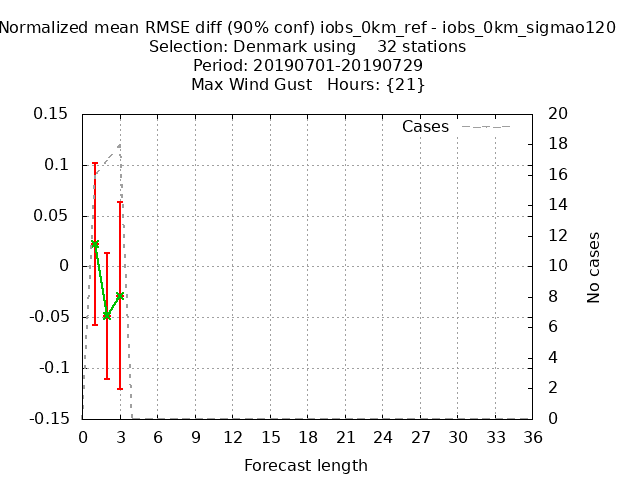 Normalized mean RMSE diff (90% conf) iobs_0km_ref - iobs_0km_sigmao120
Selection: Denmark using    32 stations
Period: 20190701-20190729
Max Wind Gust   Hours: {21}
Cases
0.15
0.1
0.05
0
-0.05
-0.1
-0.15
20
18
16
14
12
10
8
6
4
2
0
No cases
0 3 6 9 12 15 18 21 24 27 30 33 36
Forecast length